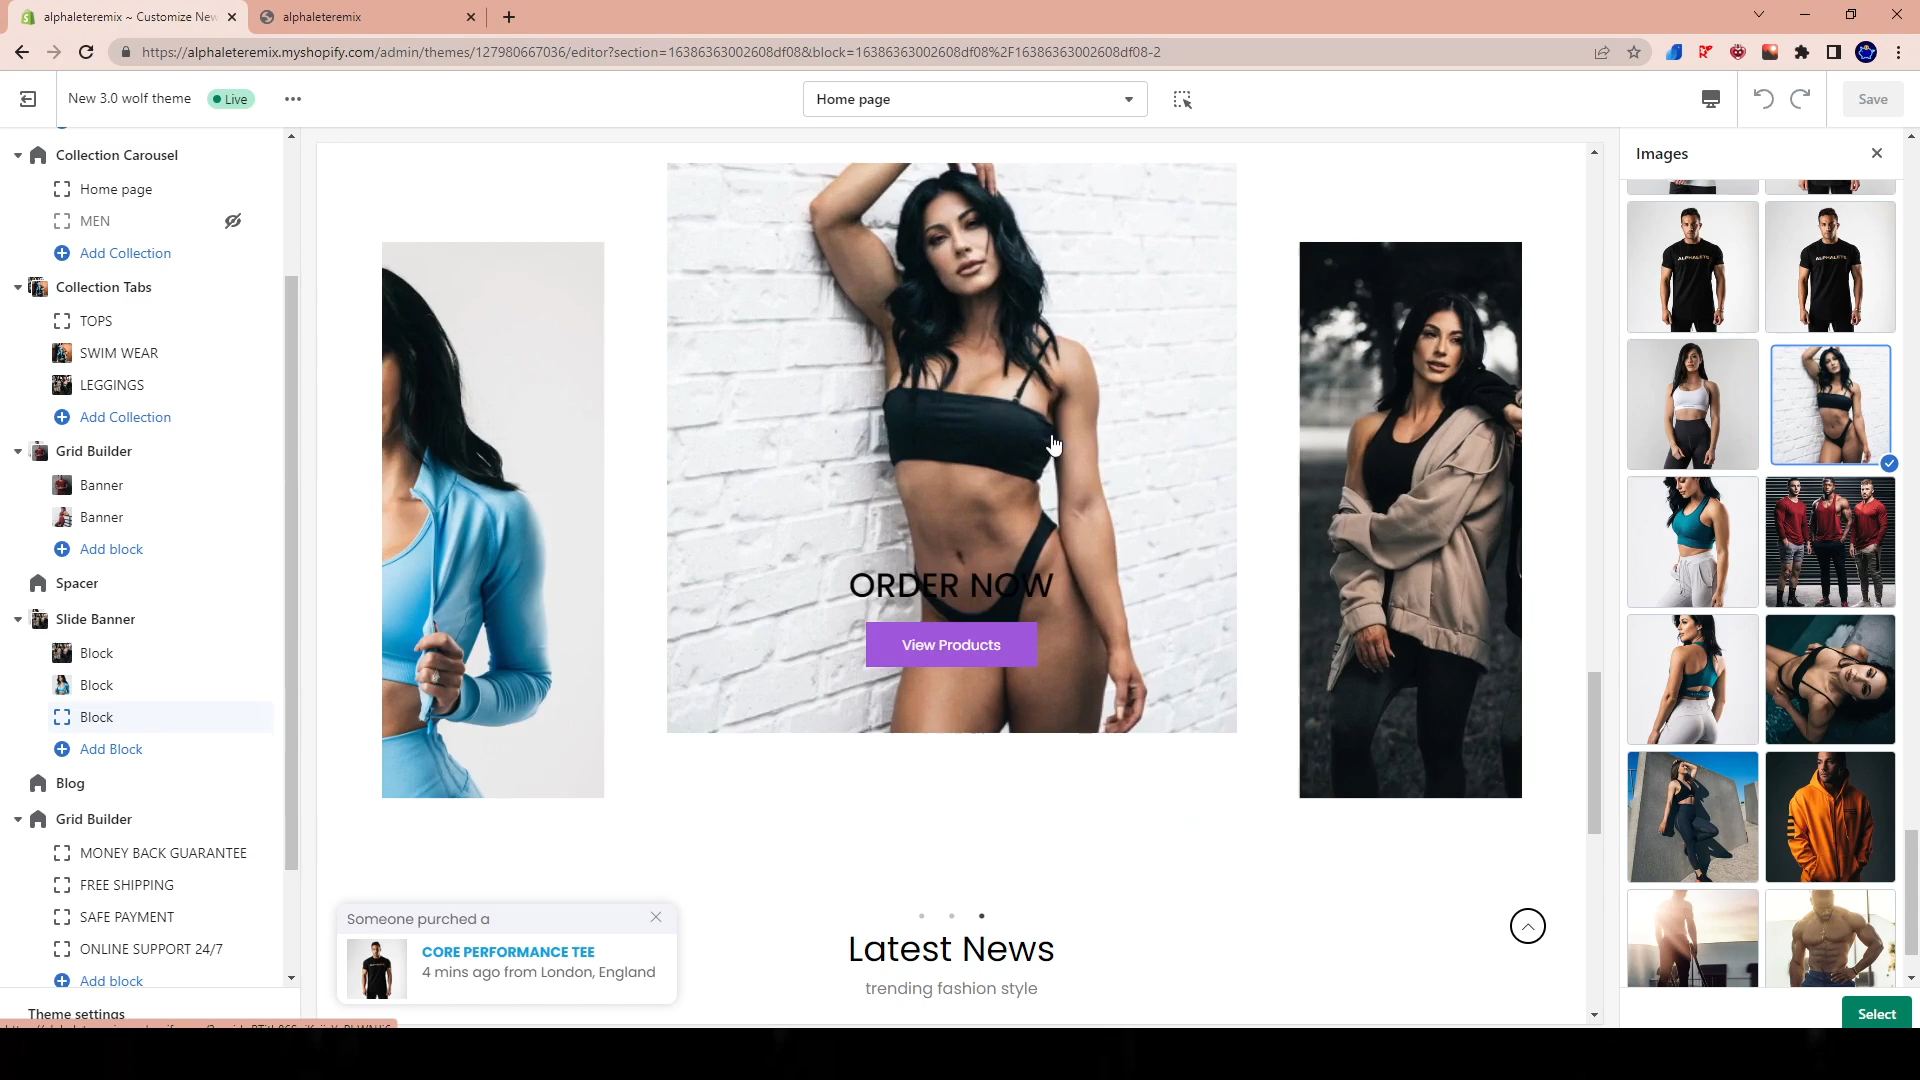 alphaleteremix ~ Customize New
alphaleteremix
https://alphaleteremix.myshopify.com/admin/themes/127980667036/editor?section=16386363002608df08&block=16386363002608df08%2F16386363002608df08-2
New 3.0 wolf theme
Live
Home page
Save
Collection Carousel
Home page
MEN
Add Collection
Collection Tabs
TOPS
SWIM WEAR
LEGGINGS
Add Collection
Grid Builder
Banner
Banner
Add block
Spacer
Slide Banner
Block
Block
Block
Add Block
Blog
Grid Builder
MONEY BACK GUARANTEE
FREE SHIPPING
SAFE PAYMENT
ONLINE SUPPORT 24/7
Add block
Theme settings
ORDER NOW
View Products
Someone purched a
CORE PERFORMANCE TEE
4 mins ago from London, England
Latest News
trending fashion style
Images
Select